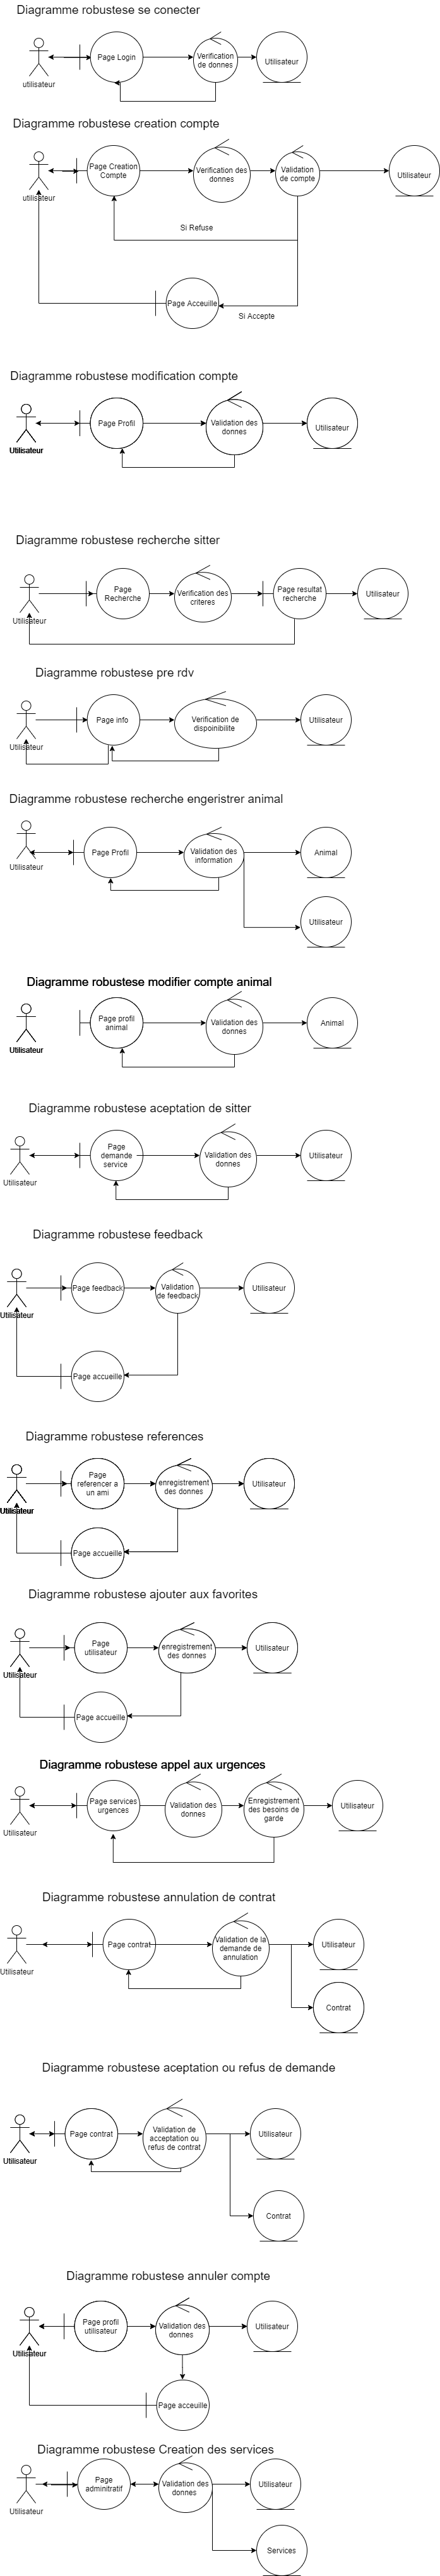 Diagramme robustese se conecter
Page Login
Verification
de donnes
Utilisateur
utilisateur
Diagramme robustese creation compte
Page Creation
Compte
Verification des
donnes
Validation
de compte
Utilisateur
utilisateur
Si Refuse
Page Acceuille
Si Accepte
Diagramme robustese modification compte
Page Profil
Validation des
donnes
Utilisateur
Utilisateur
Diagramme robustese recherche sitter
Page
Recherche
Verification des
criteres
Page resultat
recherche
Utilisateur
Utilisateur
Diagramme robustese pre rdv
Page info
Verification de
dispoinibilite
Utilisateur
Utilisateur
Diagramme robustese recherche engeristrer animal
Page Profil
Validation des
information
Animal
Utilisateur
Utilisateur
Diagramme robustese modifier compte animal
Page profil
animal
Validation des
donnes
Animal
Utilisateur
Diagramme robustese aceptation de sitter
Page
demande
service
Validation des
donnes
Utilisateur
Utilisateur
Diagramme robustese feedback
Page feedback
Validation
de feedback
Utilisateur
Utilisateur
Page accueille
Diagramme robustese references
Page
referencer a
un ami
enregistrement
des donnes
Utilisateur
Utilisateur
Page accueille
Diagramme robustese ajouter aux favorites
Page
utilisateur
enregistrement
des donnes
Utilisateur
Utilisateur
Page accueille
Diagramme robustese appel aux urgences
Page services
urgences
Validation des
donnes
Enregistrement
des besoins de
garde
Utilisateur
Utilisateur
Diagramme robustese annulation de contrat
Page contrat
Validation de la
demande de
annulation
Utilisateur
Utilisateur
Contrat
Diagramme robustese aceptation ou refus de demande
Page contrat
Validation de
acceptation ou
refus de contrat
Utilisateur
Utilisateur
Contrat
Diagramme robustese annuler compte
Page profil
utilisateur
Validation des
donnes
Utilisateur
Utilisateur
Page acceuille
Diagramme robustese Creation des services
Page
adminitratif
Validation des
donnes
Utilisateur
Utilisateur
Services